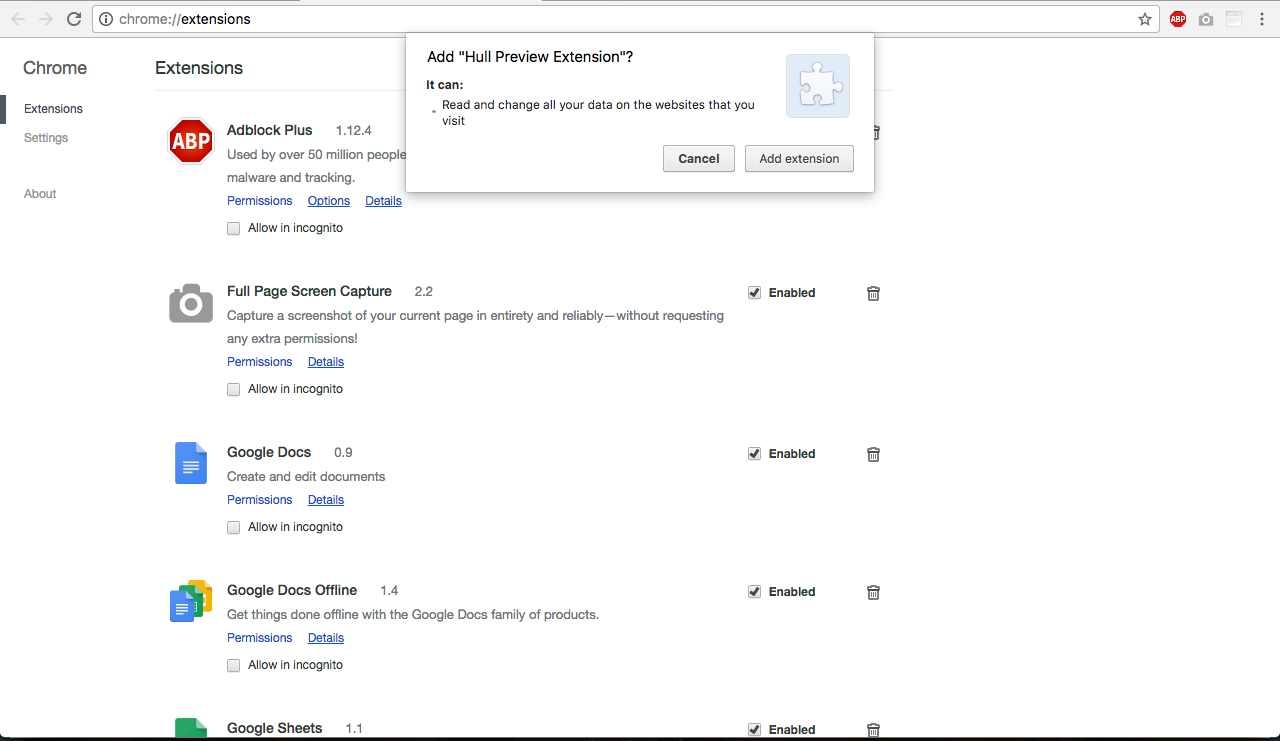 chrome://extensions
ABP
Chrome
Extensions
Settings
About
Extensions
Add "Hull Preview Extension"?
It can:
Read and change all your data on the websites that you
visit
Cancel
Add extension
ABP
Adblock Plus 1.12.4
Used by over 50 million people
malware and tracking.
Permissions Options Details
Allow in incognito
Full Page Screen Capture 2.2
Enabled
Capture a screenshot of your current page in entirety and reliably—without requesting
any extra permissions!
Permissions Details
Allow in incognito
Google Docs 0.9
Enabled
Create and edit documents
Permissions Details
Allow in incognito
Google Docs Offline 1.4
Enabled
Get things done offline with the Google Docs family of products.
Permissions Details
Allow in incognito
Google Sheets 1.1
Enabled